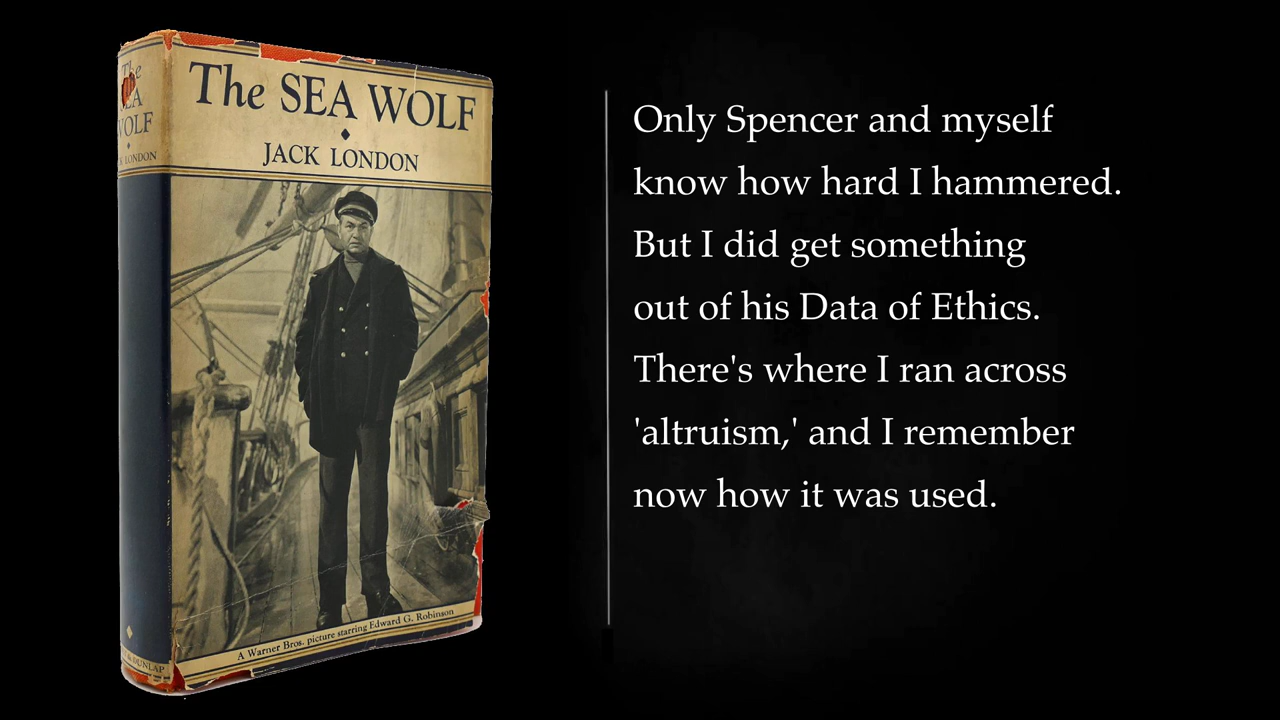 The SEA WOLF
JACK LONDON
A Warner Bros. picture starring Edward G. Robinson
The
WOLF
LONDON
DUNLAP
Only Spencer and myself
know how hard I hammered.
But I did get something
out of his Data of Ethics.
There's where I ran across
'altruism,' and I remember
now how it was used.